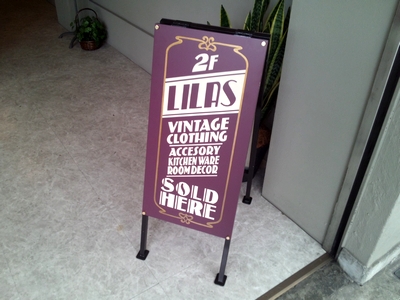 2F
LILAS
VINTAGE
CLOTHING
ACCESORY
KITCHEN WARE
ROOM DECOR
SOLD
HERE